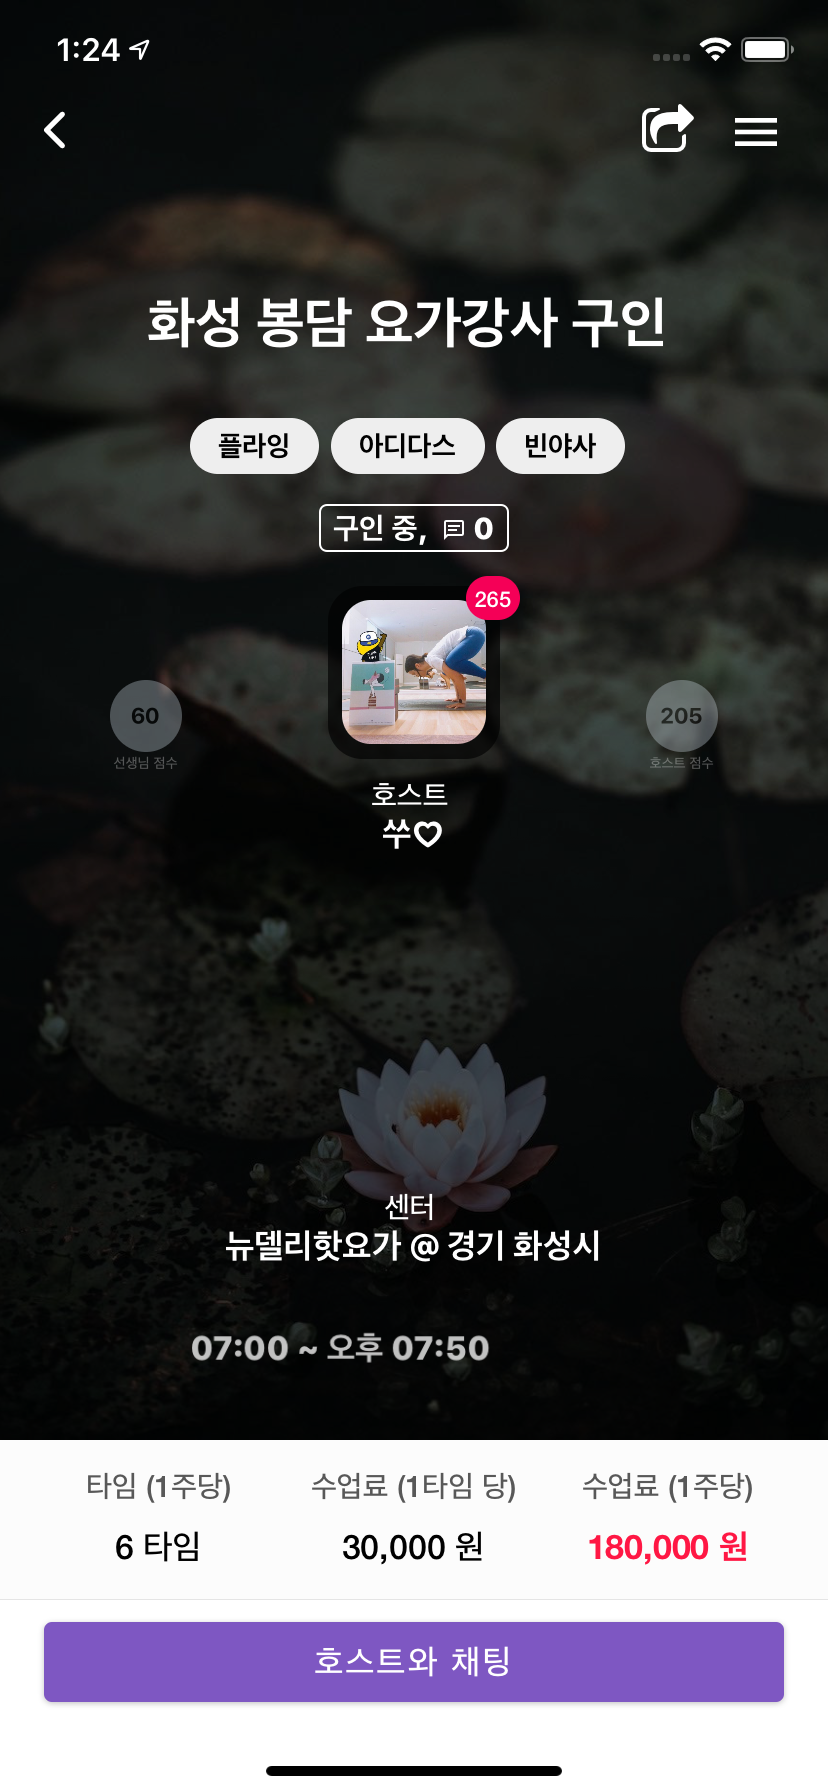 1:24
화성 봉담 요가강사 구인
플라잉 아디다스 빈야사
구인 중, 0
265
60
선생님 점수
205
호스트 점수
호스트
쑤♡
센터
뉴델리핫요가 @ 경기 화성시
07:00 ~ 오후 07:50
타임 (1주당) 수업료 (1타임 당) 수업료 (1주당)
6 타임 30,000 원 180,000 원
호스트와 채팅